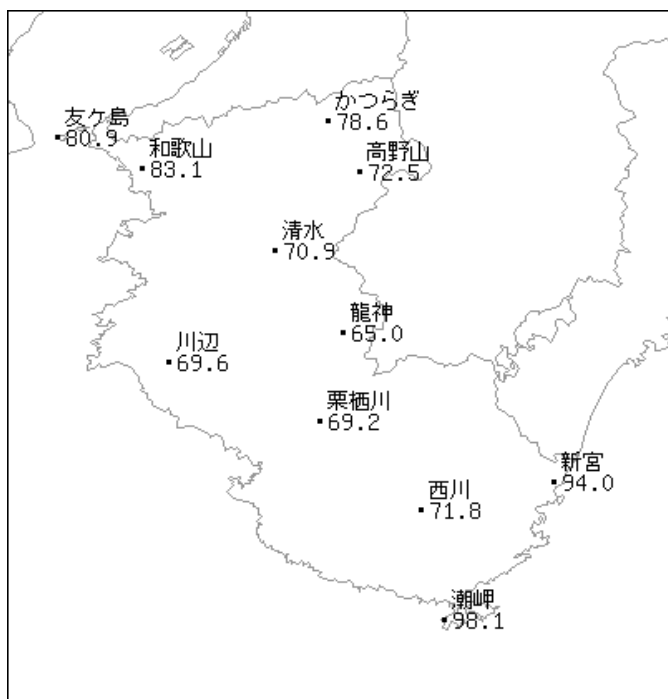 かつらぎ
78.6
友ケ島
80.9
和歌山
83.1
高野山
72.5
清水
70.9
龍神
65.0
川辺
69.6
栗栖川
69.2
新宮
94.0
西川
71.8
潮岬
98.1